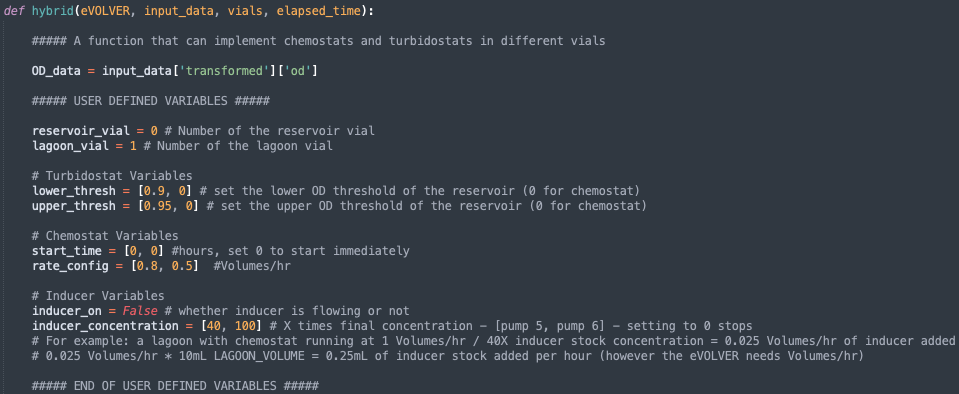 def hybrid(eVOLVER, input_data, vials, elapsed_time):
##### A function that can implement chemostats and turbidostats in different vials
OD_data = input_data['transformed']['od']
##### USER DEFINED VARIABLES #####
reservoir_vial = 0 # Number of the reservoir vial
lagoon_vial = 1 # Number of the lagoon vial
# Turbidostat Variables
lower_thresh = [0.9, 0] # set the lower OD threshold of the reservoir (0 for chemostat)
upper_thresh = [0.95, 0] # set the upper OD threshold of the reservoir (0 for chemostat)
# Chemostat Variables
start_time = [0, 0] #hours, set 0 to start immediately
rate_config = [0.8, 0.5]  #Volumes/hr
# Inducer Variables
inducer_on = False # whether inducer is flowing or not
inducer_concentration = [40, 100] # X times final concentration – [pump 5, pump 6] – setting to 0 stops
# For example: a lagoon with chemostat running at 1 Volumes/hr / 40X inducer stock concentration = 0.025 Volumes/hr of inducer added
# 0.025 Volumes/hr * 10mL LAGOON_VOLUME = 0.25mL of inducer stock added per hour (however the eVOLVER needs Volumes/hr)
##### END OF USER DEFINED VARIABLES #####